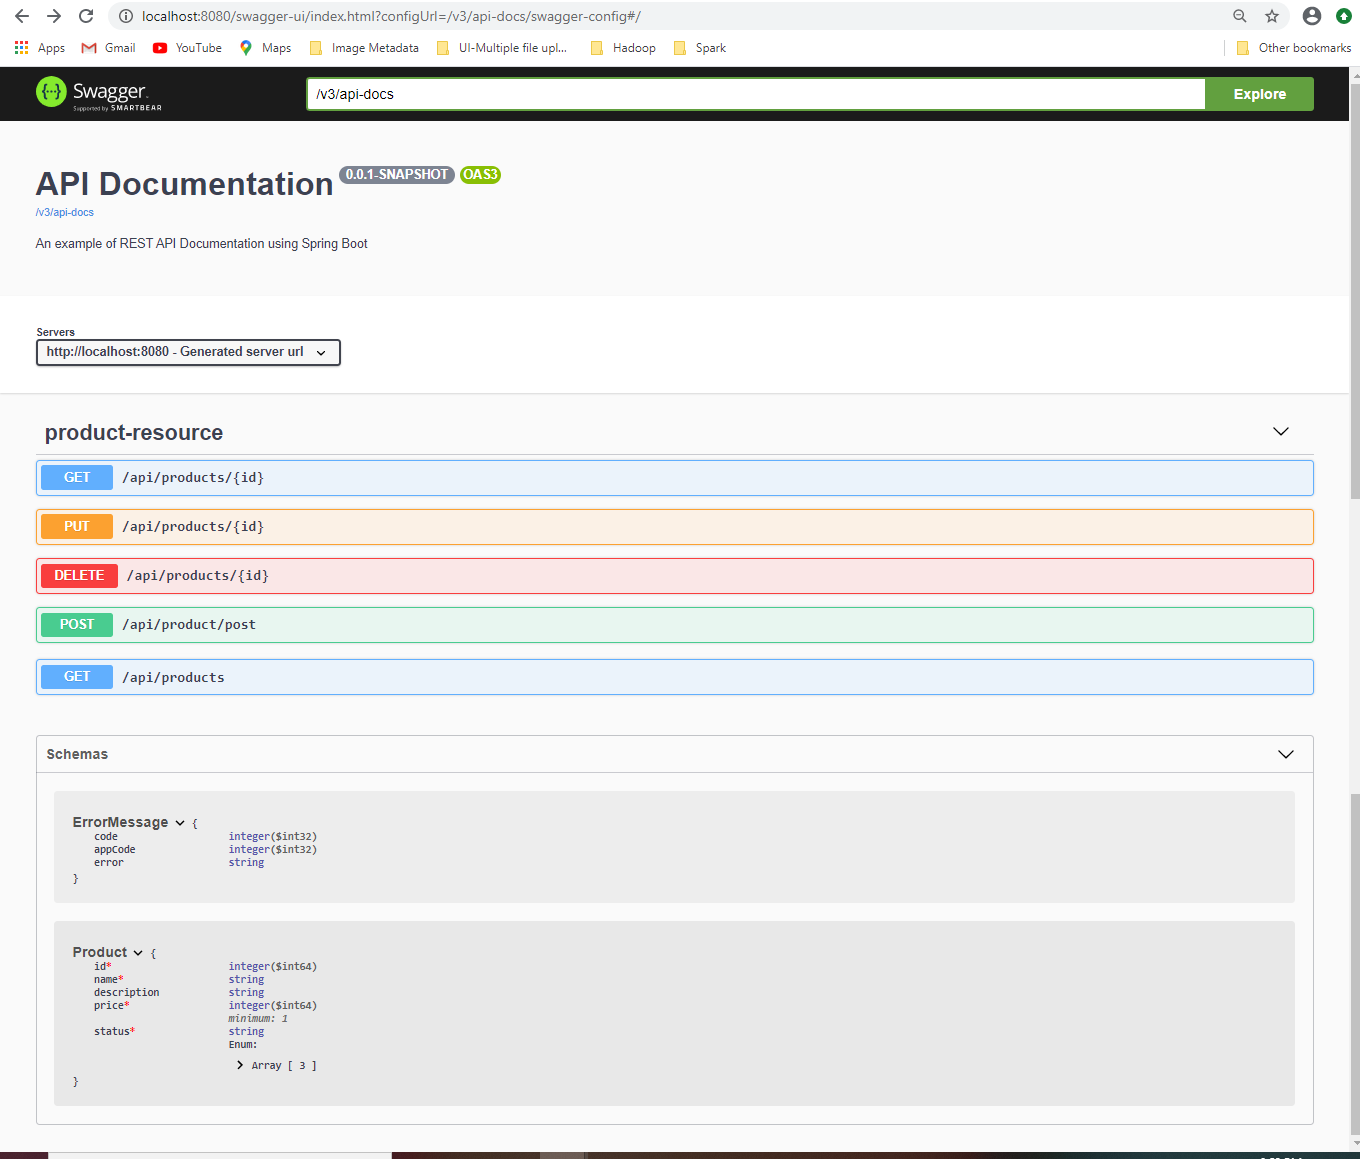 localhost:8080/swagger-ui/index.html?configUrl=/v3/api-docs/swagger-config#/
Apps Gmail YouTube Maps Image Metadata UI-Multiple file upl... Hadoop Spark Other bookmarks
{··} Swagger. /v3/api-docs Explore
Supported by SMARTBEAR
API Documentation 0.0.1-SNAPSHOT OAS3
/v3/api-docs
An example of REST API Documentation using Spring Boot
Servers
http://localhost:8080 - Generated server url
product-resource
GET /api/products/{id}
PUT /api/products/{id}
DELETE /api/products/{id}
POST /api/product/post
GET /api/products
Schemas
ErrorMessage {
code integer($int32)
appCode integer($int32)
error string
}
Product {
id* integer($int64)
name* string
description string
price* integer($int64)
minimum: 1
status* string
Enum:
Array [ 3 ]
}